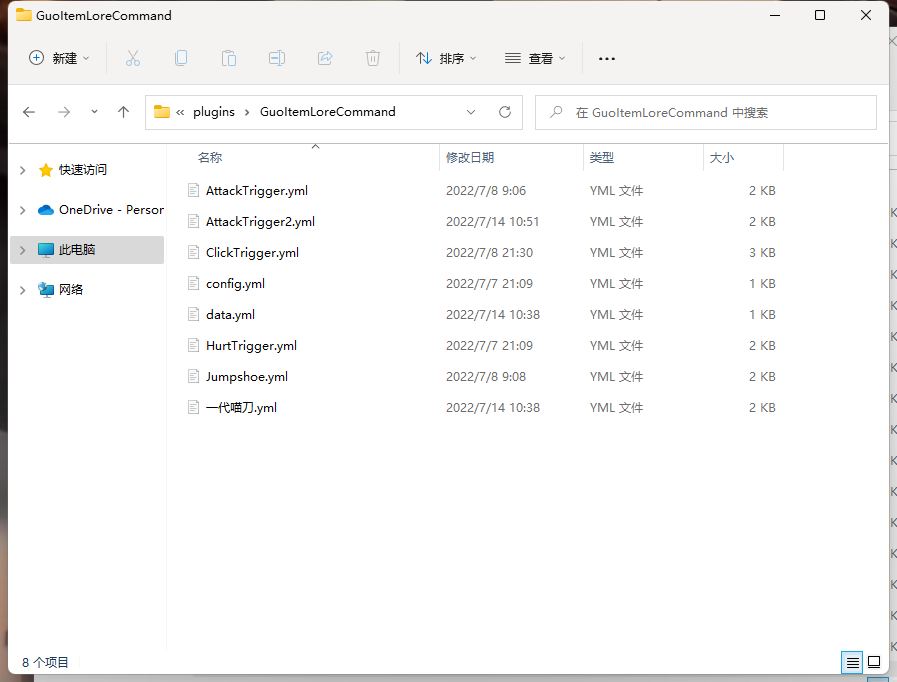 GuoItemLoreCommand
新建
排序
查看
« plugins › GuoItemLoreCommand
在 GuoItemLoreCommand 中搜索
快速访问
OneDrive - Person
此电脑
网络
名称 修改日期 类型 大小
AttackTrigger.yml 2022/7/8 9:06 YML 文件 2 KB
AttackTrigger2.yml 2022/7/14 10:51 YML 文件 2 KB
ClickTrigger.yml 2022/7/8 21:30 YML 文件 3 KB
config.yml 2022/7/7 21:09 YML 文件 1 KB
data.yml 2022/7/14 10:38 YML 文件 1 KB
HurtTrigger.yml 2022/7/7 21:09 YML 文件 2 KB
Jumpshoe.yml 2022/7/8 9:08 YML 文件 2 KB
一代喵刀.yml 2022/7/14 10:38 YML 文件 2 KB
8 个项目